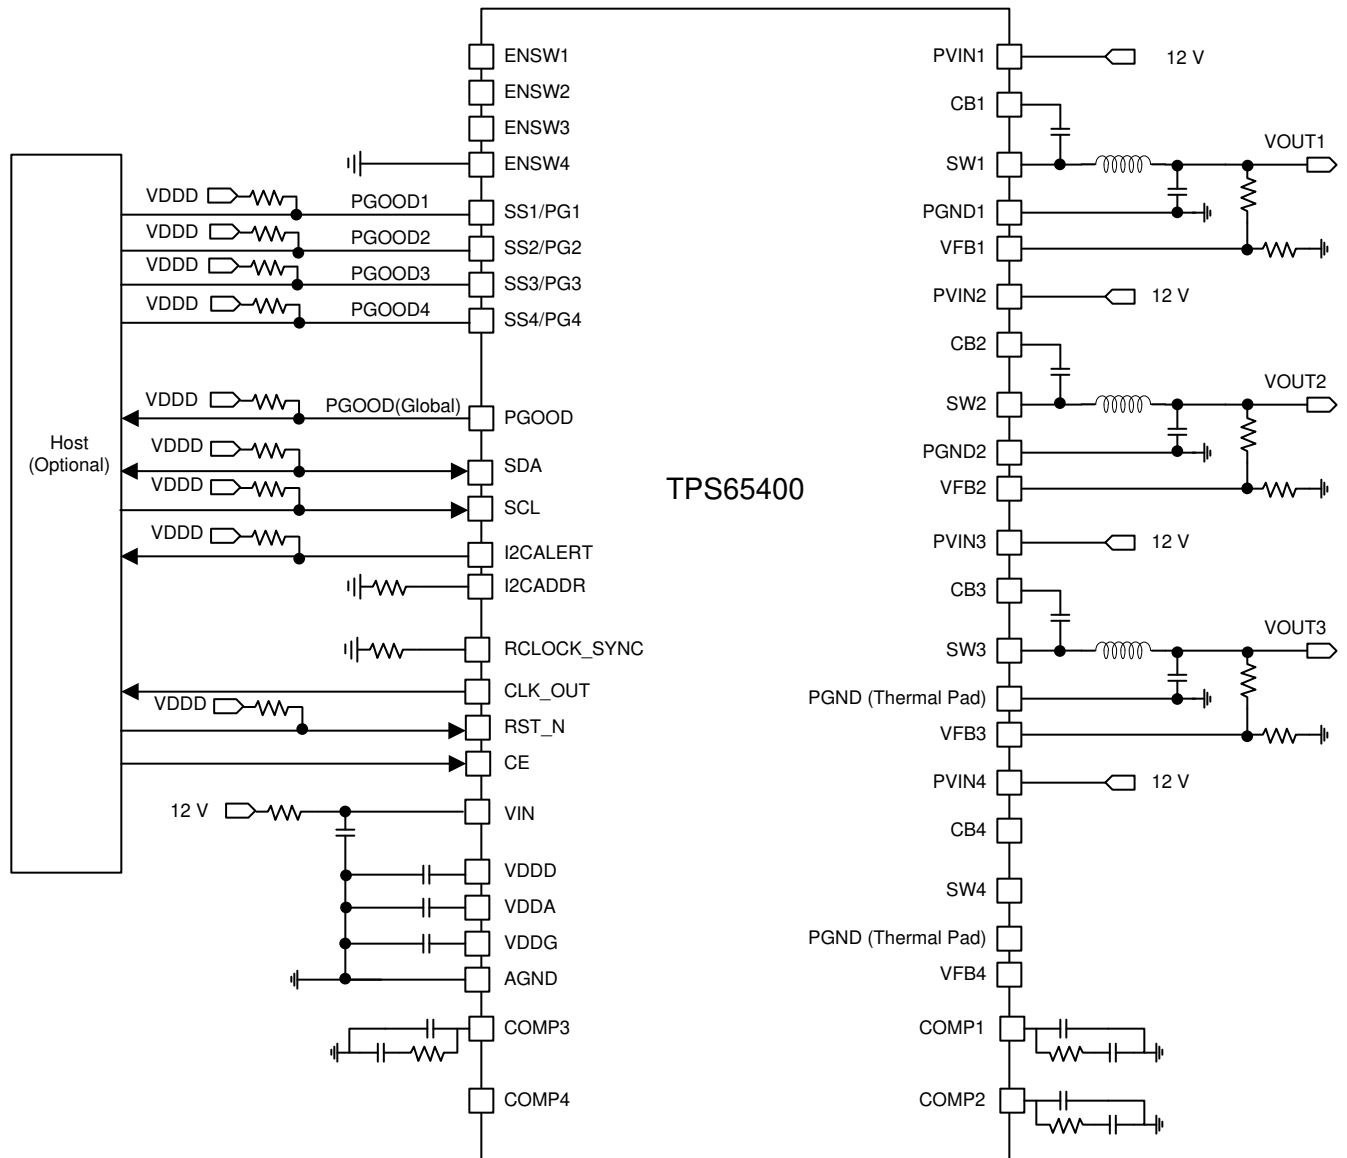 ENSW1
ENSW2
ENSW3
ENSW4
VDDD
PGOOD1
SS1/PG1
VDDD
PGOOD2
SS2/PG2
VDDD
PGOOD3
SS3/PG3
VDDD
PGOOD4
SS4/PG4
VDDD
PGOOD(Global)
PGOOD
Host
(Optional)
VDDD
SDA
VDDD
SCL
VDDD
I2CALERT
I2CADDR
RCLOCK_SYNC
CLK_OUT
VDDD
RST_N
CE
12 V
VIN
VDDD
VDDA
VDDG
AGND
COMP3
COMP4
TPS65400
PVIN1
12 V
CB1
VOUT1
SW1
PGND1
VFB1
PVIN2
12 V
CB2
VOUT2
SW2
PGND2
VFB2
PVIN3
12 V
CB3
VOUT3
SW3
PGND (Thermal Pad)
VFB3
PVIN4
12 V
CB4
SW4
PGND (Thermal Pad)
VFB4
COMP1
COMP2